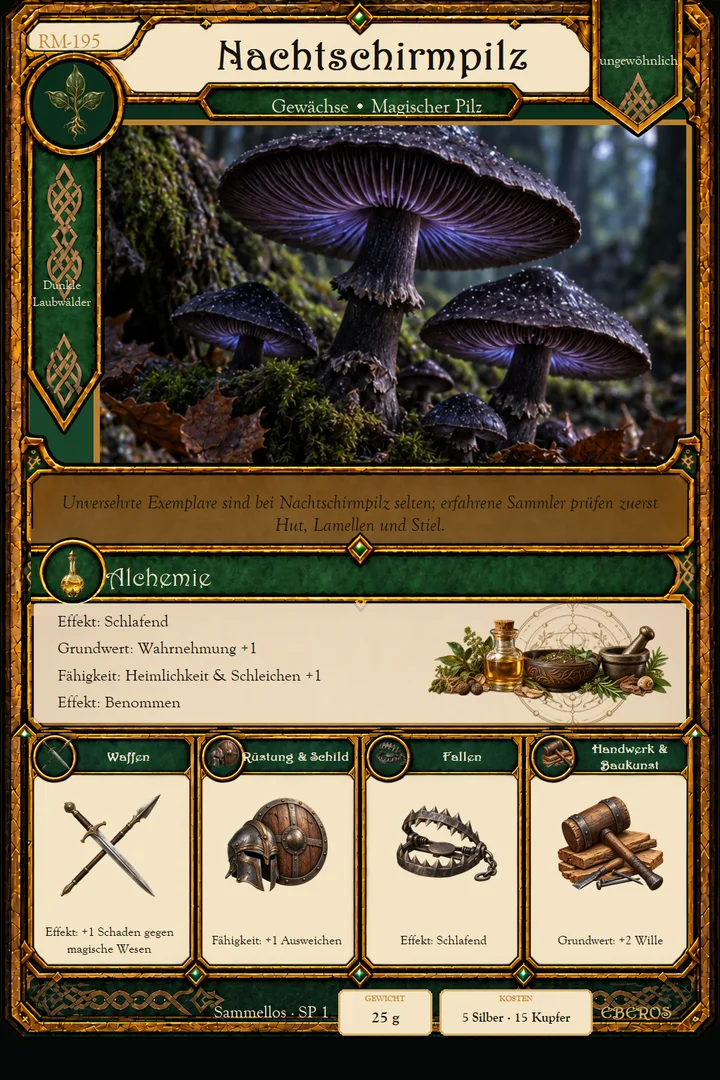 RM-195
Nachtschirmpilz
ungewöhnlich
Gewächse • Magischer Pilz
Dunkle
Laubwälder
Unversehrte Exemplare sind bei Nachtschirmpilz selten; erfahrene Sammler prüfen zuerst
Hut, Lamellen und Stiel.
Alchemie
Effekt: Schlafend
Grundwert: Wahrnehmung +1
Fähigkeit: Heimlichkeit & Schleichen +1
Effekt: Benommen
Waffen
Rüstung & Schild
Fallen
Handwerk &
Baukunst
Effekt: +1 Schaden gegen
magische Wesen
Fähigkeit: +1 Ausweichen
Effekt: Schlafend
Grundwert: +2 Wille
Sammellos · SP 1
GEWICHT
25 g
KOSTEN
5 Silber · 15 Kupfer
EBEROS